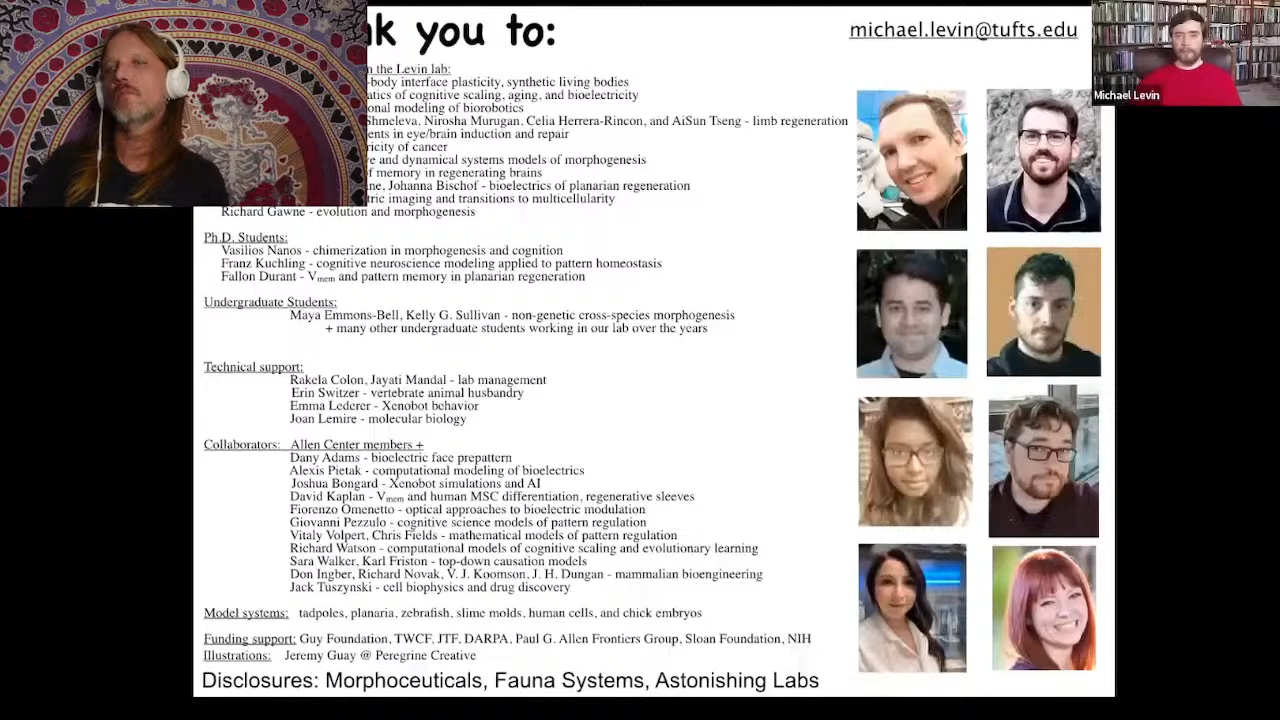 nk you to:
michael.levin@tufts.edu
Michael Levin
n the Levin lab:
-body interface plasticity, synthetic living bodies
atics of cognitive scaling, aging, and bioelectricity
onal modeling of biorobotics
Shmeleva, Nirosha Murugan, Celia Herrera-Rincon, and AiSun Tseng - limb regeneration
ents in eye/brain induction and repair
ricity of cancer
ve and dynamical systems models of morphogenesis
of memory in regenerating brains
ane, Johanna Bischof - bioelectrics of planarian regeneration
tric imaging and transitions to multicellularity
Richard Gawne - evolution and morphogenesis
Ph.D. Students:
Vasilios Nanos - chimerization in morphogenesis and cognition
Franz Kuchling - cognitive neuroscience modeling applied to pattern homeostasis
Fallon Durant - Vmem and pattern memory in planarian regeneration
Undergraduate Students:
Maya Emmons-Bell, Kelly G. Sullivan - non-genetic cross-species morphogenesis
+ many other undergraduate students working in our lab over the years
Technical support:
Rakela Colon, Jayati Mandal - lab management
Erin Switzer - vertebrate animal husbandry
Emma Lederer - Xenobot behavior
Joan Lemire - molecular biology
Collaborators: Allen Center members +
Dany Adams - bioelectric face prepattern
Alexis Pietak - computational modeling of bioelectrics
Joshua Bongard - Xenobot simulations and AI
David Kaplan - Vmem and human MSC differentiation, regenerative sleeves
Fiorenzo Omenetto - optical approaches to bioelectric modulation
Giovanni Pezzulo - cognitive science models of pattern regulation
Vitaly Volpert, Chris Fields - mathematical models of pattern regulation
Richard Watson - computational models of cognitive scaling and evolutionary learning
Sara Walker, Karl Friston - top-down causation models
Don Ingber, Richard Novak, V. J. Koomson, J. H. Dungan - mammalian bioengineering
Jack Tuszynski - cell biophysics and drug discovery
Model systems: tadpoles, planaria, zebrafish, slime molds, human cells, and chick embryos
Funding support: Guy Foundation, TWCF, JTF, DARPA, Paul G. Allen Frontiers Group, Sloan Foundation, NIH
Illustrations: Jeremy Guay @ Peregrine Creative
Disclosures: Morphoceuticals, Fauna Systems, Astonishing Labs